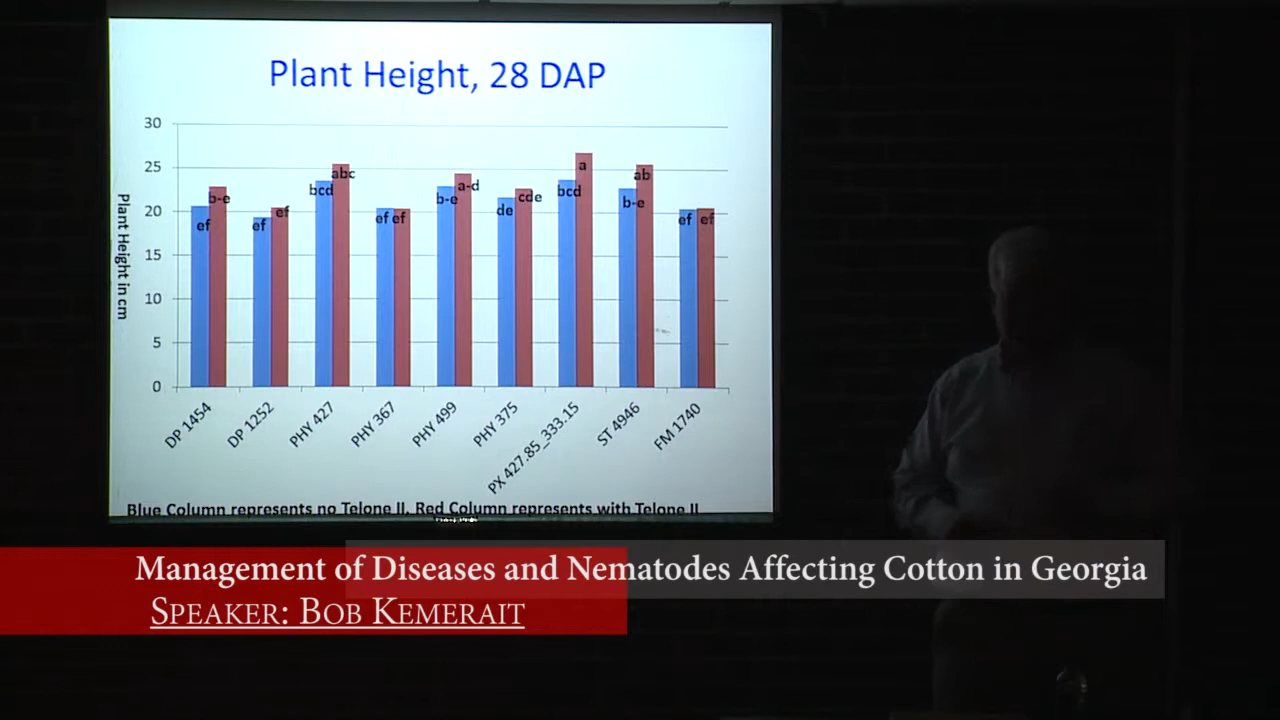 Plant Height, 28 DAP
30
25
20
15
10
5
0
Plant Height in cm
b-e
ef
ef
ef
abc
bcd
ef ef
a-d
b-e
cde
de
a
bcd
ab
b-e
ef ef
DP 1454
DP 1252
PHY 427
PHY 367
PHY 499
PHY 375
PX 427.85_333.15
ST 4946
FM 1740
Blue Column represents no Telone II, Red Column represents with Telone II
Management of Diseases and Nematodes Affecting Cotton in Georgia
SPEAKER: BOB KEMERAIT